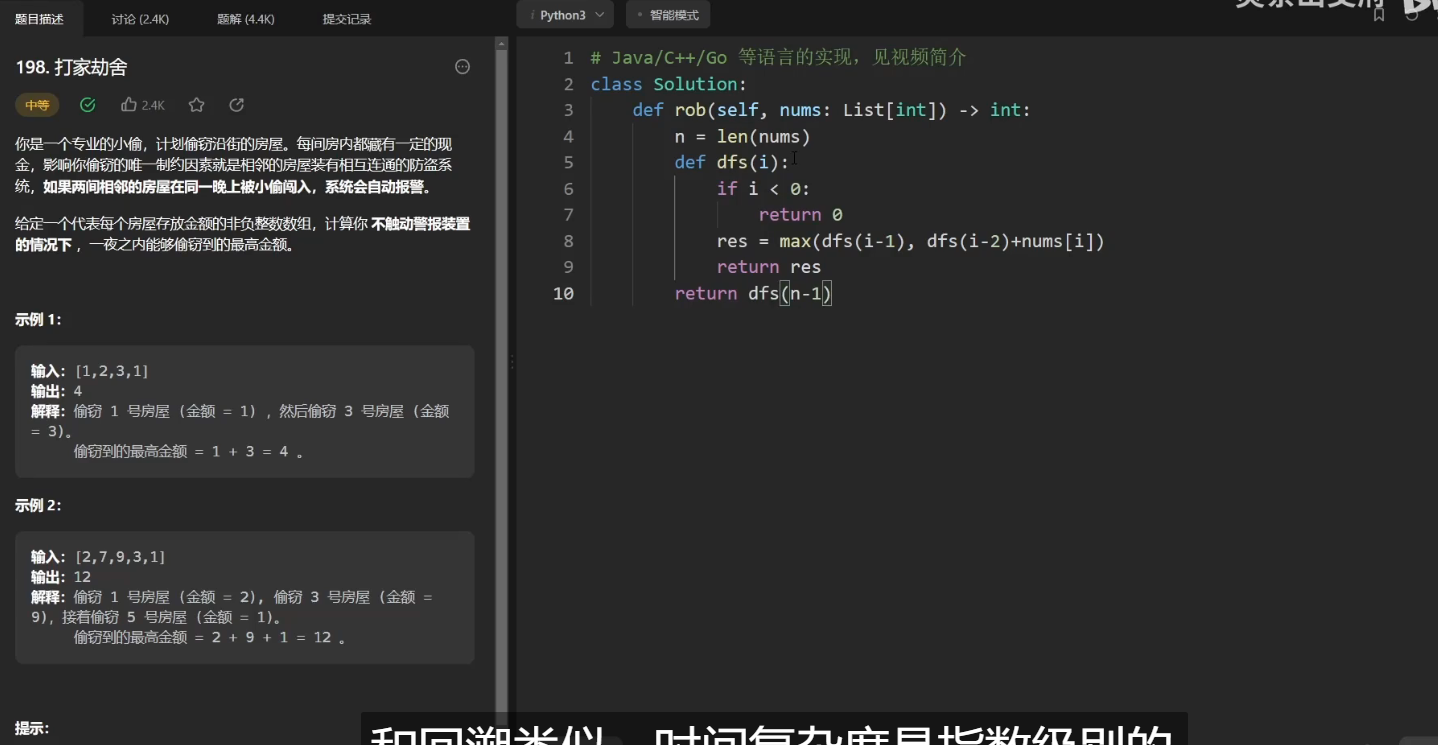 题目描述 讨论 (2.4K) 题解 (4.4K) 提交记录
198. 打家劫舍
中等 2.4K
你是一个专业的小偷，计划偷窃沿街的房屋。每间房内都藏有一定的现
金，影响你偷窃的唯一制约因素就是相邻的房屋装有相互连通的防盗系
统，如果两间相邻的房屋在同一晚上被小偷闯入，系统会自动报警。
给定一个代表每个房屋存放金额的非负整数数组，计算你 不触动警报装置
的情况下 ，一夜之内能够偷窃到的最高金额。
示例 1：
输入：[1,2,3,1]
输出：4
解释：偷窃 1 号房屋 (金额 = 1) ，然后偷窃 3 号房屋 (金额
= 3)。
偷窃到的最高金额 = 1 + 3 = 4 。
示例 2：
输入：[2,7,9,3,1]
输出：12
解释：偷窃 1 号房屋 (金额 = 2), 偷窃 3 号房屋 (金额 =
9)，接着偷窃 5 号房屋 (金额 = 1)。
偷窃到的最高金额 = 2 + 9 + 1 = 12 。
提示：
i Python3 智能模式
1 # Java/C++/Go 等语言的实现，见视频简介
2 class Solution:
3 def rob(self, nums: List[int]) -> int:
4 n = len(nums)
5 def dfs(i):
6 if i < 0:
7 return 0
8 res = max(dfs(i-1), dfs(i-2)+nums[i])
9 return res
10 return dfs(n-1)
和回溯类似，时间复杂度是指数级别的